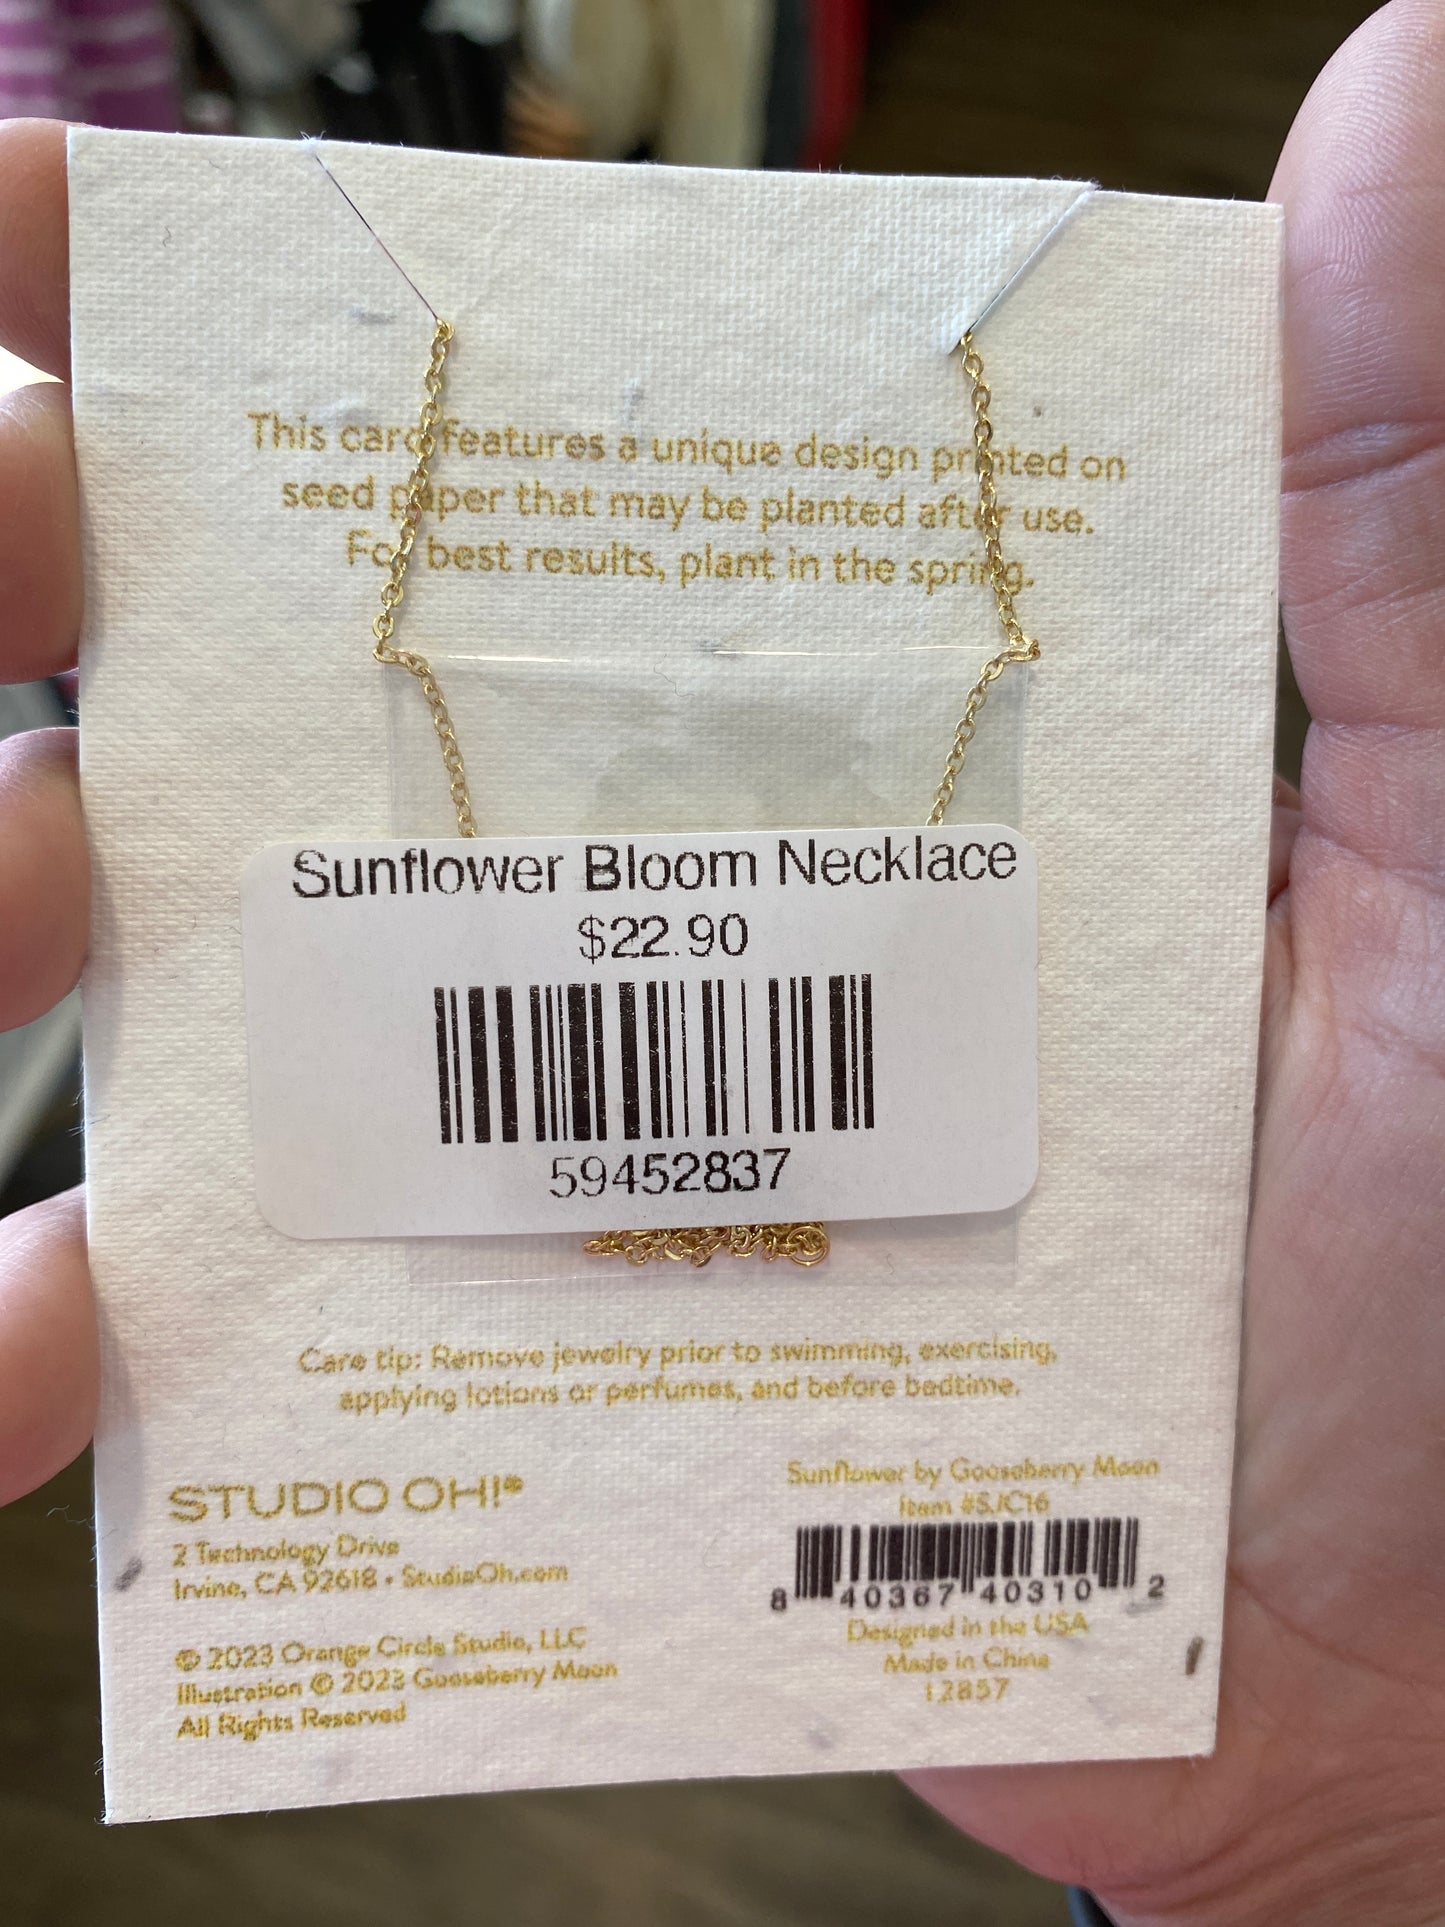 This card features a unique design printed on
seed paper that may be planted after use.
For best results, plant in the spring.
Sunflower Bloom Necklace
$22.90
59452837
Care tip: Remove jewelry prior to swimming, exercising,
applying lotions or perfumes, and before bedtime.
STUDIO OH!®
2 Technology Drive
Irvine, CA 92618 • StudioOh.com
© 2023 Orange Circle Studio, LLC
Illustration © 2023 Gooseberry Moon
All Rights Reserved
Sunflower by Gooseberry Moon
Item #SJC16
8 40367 40310 2
Designed in the USA
Made in China
12857